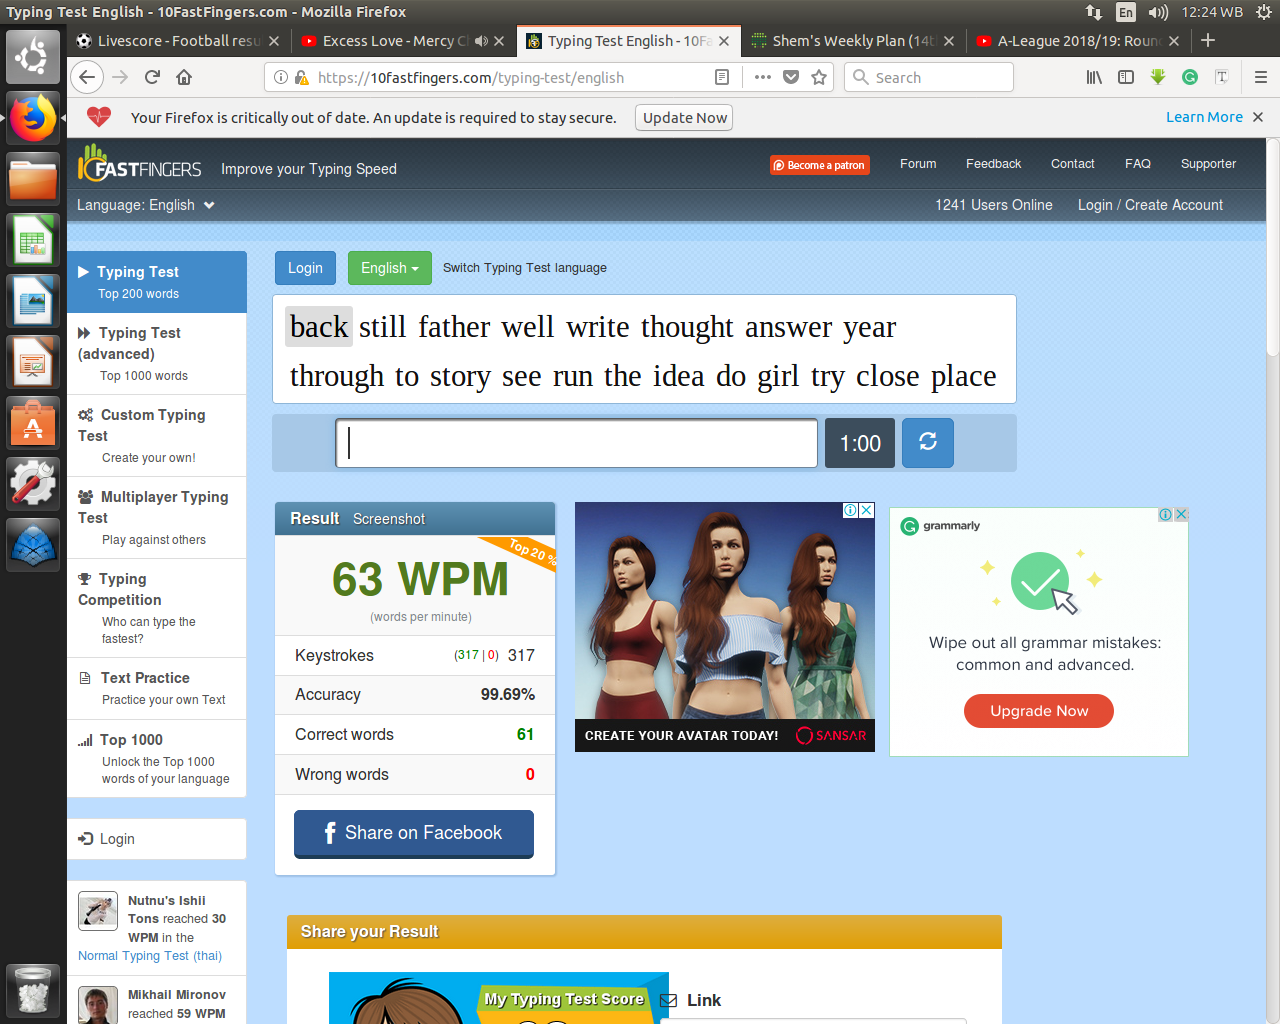 Typing Test English - 10FastFingers.com - Mozilla Firefox
En
12:24 WB
Livescore - Football resu
Excess Love - Mercy Ch
Typing Test English - 10Fa
Shem's Weekly Plan (14t
A-League 2018/19: Roun
https://10fastfingers.com/typing-test/english
Search
Your Firefox is critically out of date. An update is required to stay secure.
Update Now
Learn More
10FASTFINGERS
Improve your Typing Speed
Become a patron
Forum
Feedback
Contact
FAQ
Supporter
Language: English
1241 Users Online
Login / Create Account
Typing Test
Top 200 words
Typing Test
(advanced)
Top 1000 words
Custom Typing
Test
Create your own!
Multiplayer Typing
Test
Play against others
Typing
Competition
Who can type the
fastest?
Text Practice
Practice your own Text
Top 1000
Unlock the Top 1000
words of your language
Login
Nutnu's Ishii
Tons reached 30
WPM in the
Normal Typing Test (thai)
Mikhail Mironov
reached 59 WPM
Login
English
Switch Typing Test language
back still father well write thought answer year
through to story see run the idea do girl try close place
1:00
Result Screenshot
Top 20 %
63 WPM
(words per minute)
Keystrokes (317 | 0) 317
Accuracy 99.69%
Correct words 61
Wrong words 0
Share on Facebook
CREATE YOUR AVATAR TODAY! SANSAR
grammarly
Wipe out all grammar mistakes:
common and advanced.
Upgrade Now
Share your Result
My Typing Test Score
Link